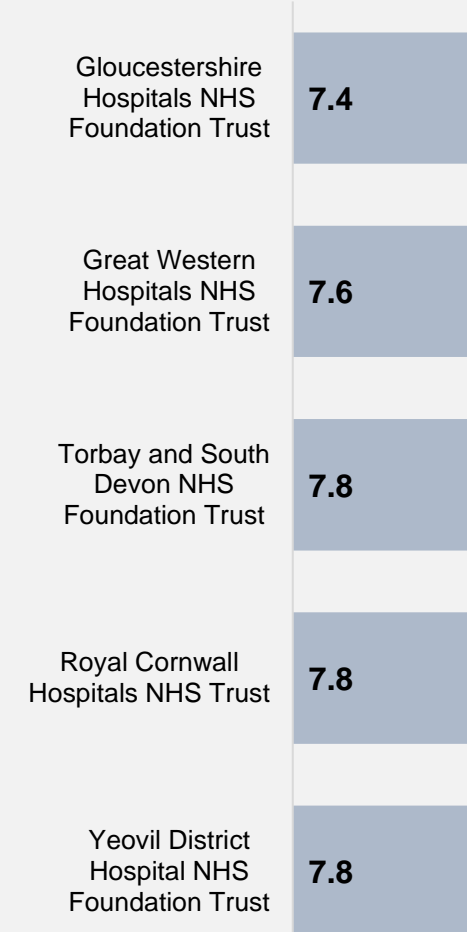 Gloucestershire
Hospitals NHS
Foundation Trust
7.4
Great Western
Hospitals NHS
Foundation Trust
7.6
Torbay and South
Devon NHS
Foundation Trust
7.8
Royal Cornwall
Hospitals NHS Trust
7.8
Yeovil District
Hospital NHS
Foundation Trust
7.8